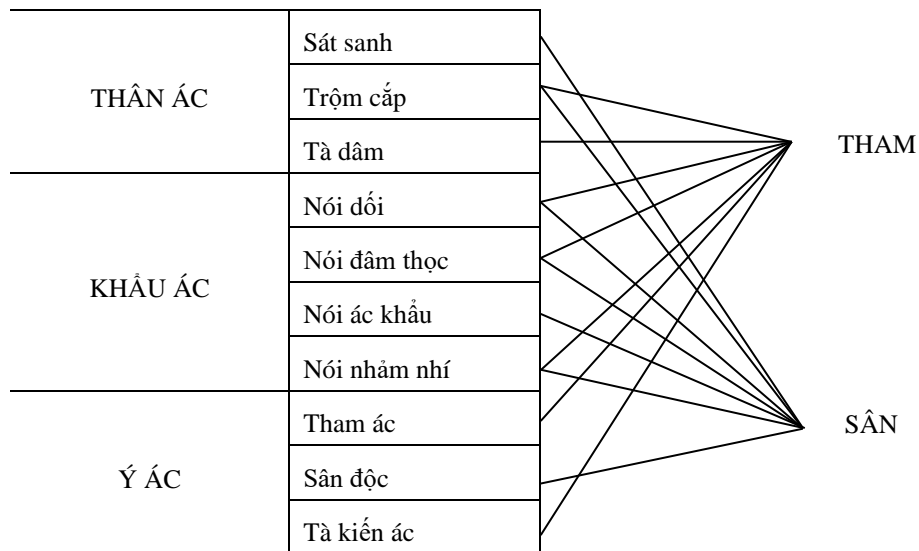 THÂN ÁC
Sát sanh
Trộm cắp
Tà dâm
KHẨU ÁC
Nói dối
Nói đâm thọc
Nói ác khẩu
Nói nhảm nhí
Ý ÁC
Tham ác
Sân độc
Tà kiến ác
THAM
SÂN